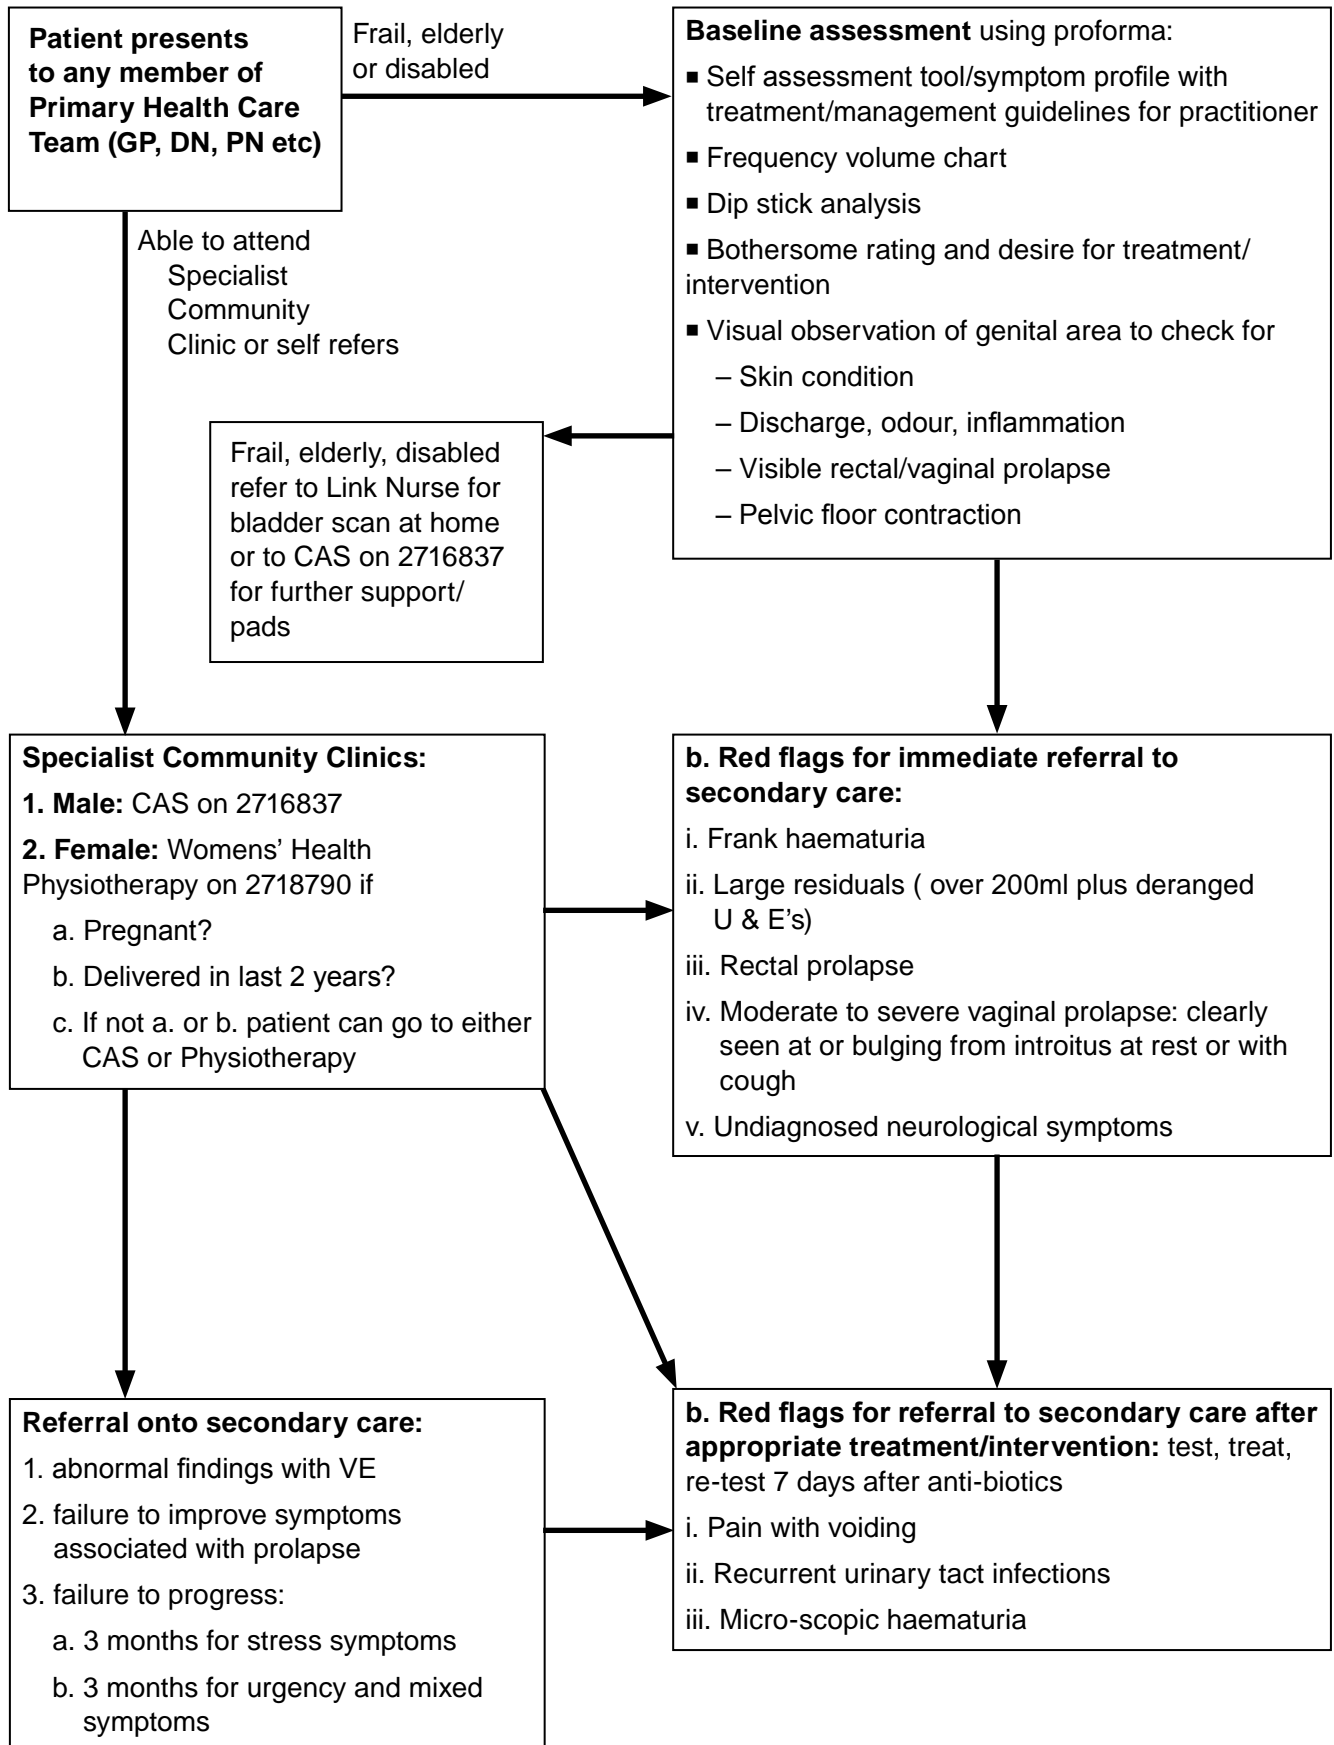 Patient presents
to any member of
Primary Health Care
Team (GP, DN, PN etc)
Frail, elderly
or disabled
Baseline assessment using proforma:
■ Self assessment tool/symptom profile with
treatment/management guidelines for practitioner
■ Frequency volume chart
■ Dip stick analysis
■ Bothersome rating and desire for treatment/
intervention
■ Visual observation of genital area to check for
– Skin condition
– Discharge, odour, inflammation
– Visible rectal/vaginal prolapse
– Pelvic floor contraction
Able to attend
Specialist
Community
Clinic or self refers
Frail, elderly, disabled
refer to Link Nurse for
bladder scan at home
or to CAS on 2716837
for further support/
pads
Specialist Community Clinics:
1. Male: CAS on 2716837
2. Female: Womens’ Health
Physiotherapy on 2718790 if
a. Pregnant?
b. Delivered in last 2 years?
c. If not a. or b. patient can go to either
CAS or Physiotherapy
b. Red flags for immediate referral to
secondary care:
i. Frank haematuria
ii. Large residuals ( over 200ml plus deranged
U & E’s)
iii. Rectal prolapse
iv. Moderate to severe vaginal prolapse: clearly
seen at or bulging from introitus at rest or with
cough
v. Undiagnosed neurological symptoms
Referral onto secondary care:
1. abnormal findings with VE
2. failure to improve symptoms
associated with prolapse
3. failure to progress:
a. 3 months for stress symptoms
b. 3 months for urgency and mixed
symptoms
b. Red flags for referral to secondary care after
appropriate treatment/intervention: test, treat,
re-test 7 days after anti-biotics
i. Pain with voiding
ii. Recurrent urinary tact infections
iii. Micro-scopic haematuria